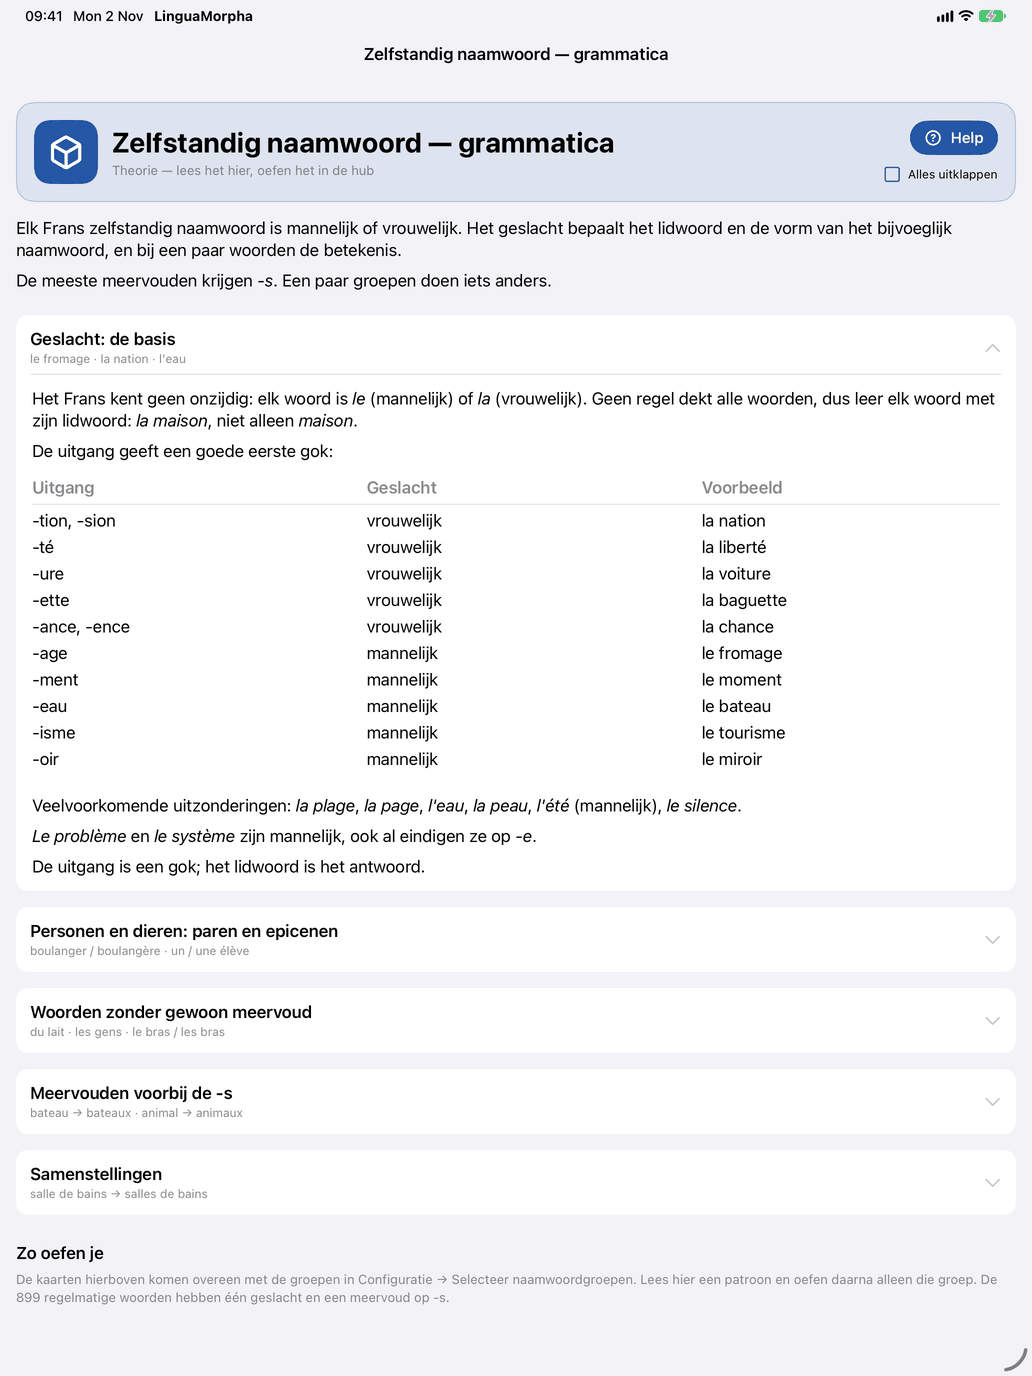 09:41 Mon 2 Nov LinguaMorpha
Zelfstandig naamwoord — grammatica
Zelfstandig naamwoord — grammatica
Theorie — lees het hier, oefen het in de hub
Help
Alles uitklappen
Elk Frans zelfstandig naamwoord is mannelijk of vrouwelijk. Het geslacht bepaalt het lidwoord en de vorm van het bijvoeglijk
naamwoord, en bij een paar woorden de betekenis.
De meeste meervouden krijgen -s. Een paar groepen doen iets anders.
Geslacht: de basis
le fromage · la nation · l'eau
Het Frans kent geen onzijdig: elk woord is le (mannelijk) of la (vrouwelijk). Geen regel dekt alle woorden, dus leer elk woord met
zijn lidwoord: la maison, niet alleen maison.
De uitgang geeft een goede eerste gok:
Uitgang Geslacht Voorbeeld
-tion, -sion vrouwelijk la nation
-té vrouwelijk la liberté
-ure vrouwelijk la voiture
-ette vrouwelijk la baguette
-ance, -ence vrouwelijk la chance
-age mannelijk le fromage
-ment mannelijk le moment
-eau mannelijk le bateau
-isme mannelijk le tourisme
-oir mannelijk le miroir
Veelvoorkomende uitzonderingen: la plage, la page, l'eau, la peau, l'été (mannelijk), le silence.
Le problème en le système zijn mannelijk, ook al eindigen ze op -e.
De uitgang is een gok; het lidwoord is het antwoord.
Personen en dieren: paren en epicenen
boulanger / boulangère · un / une élève
Woorden zonder gewoon meervoud
du lait · les gens · le bras / les bras
Meervouden voorbij de -s
bateau → bateaux · animal → animaux
Samenstellingen
salle de bains → salles de bains
Zo oefen je
De kaarten hierboven komen overeen met de groepen in Configuratie → Selecteer naamwoordgroepen. Lees hier een patroon en oefen daarna alleen die groep. De
899 regelmatige woorden hebben één geslacht en een meervoud op -s.